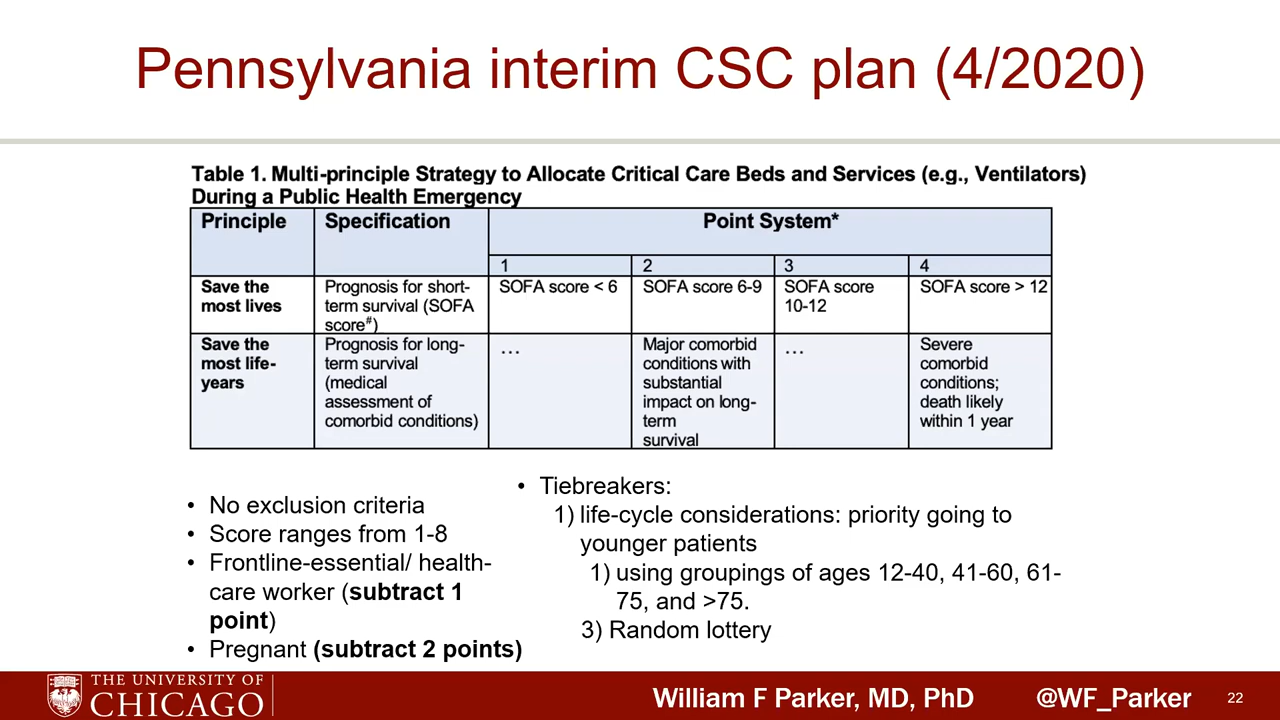 Pennsylvania interim CSC plan (4/2020)
Table 1. Multi-principle Strategy to Allocate Critical Care Beds and Services (e.g., Ventilators)
During a Public Health Emergency
Principle
Specification
Point System*
1
2
3
4
Save the
most lives
Prognosis for short-
term survival (SOFA
score#)
SOFA score < 6
SOFA score 6-9
SOFA score
10-12
SOFA score > 12
Save the
most life-
years
Prognosis for long-
term survival
(medical
assessment of
comorbid conditions)
…
Major comorbid
conditions with
substantial
impact on long-
term
survival
…
Severe
comorbid
conditions;
death likely
within 1 year
• No exclusion criteria
• Score ranges from 1-8
• Frontline-essential/ health-
care worker (subtract 1
point)
• Pregnant (subtract 2 points)
• Tiebreakers:
1) life-cycle considerations: priority going to
younger patients
1) using groupings of ages 12-40, 41-60, 61-
75, and >75.
3) Random lottery
THE UNIVERSITY OF
CHICAGO
William F Parker, MD, PhD
@WF_Parker
22